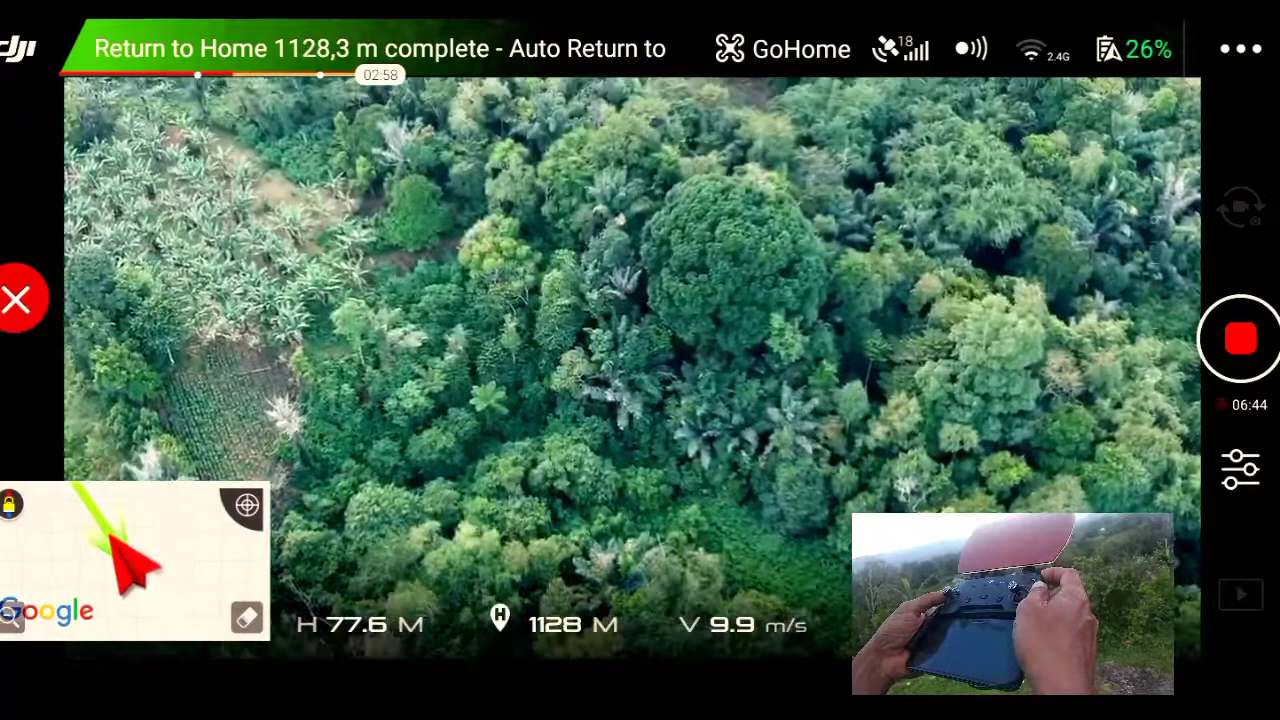 dji
Return to Home 1128,3 m complete - Auto Return to
GoHome
18
2.4G
26%
02:58
06:44
Google
H 77.6 M
H 1128 M
V 9.9 m/s